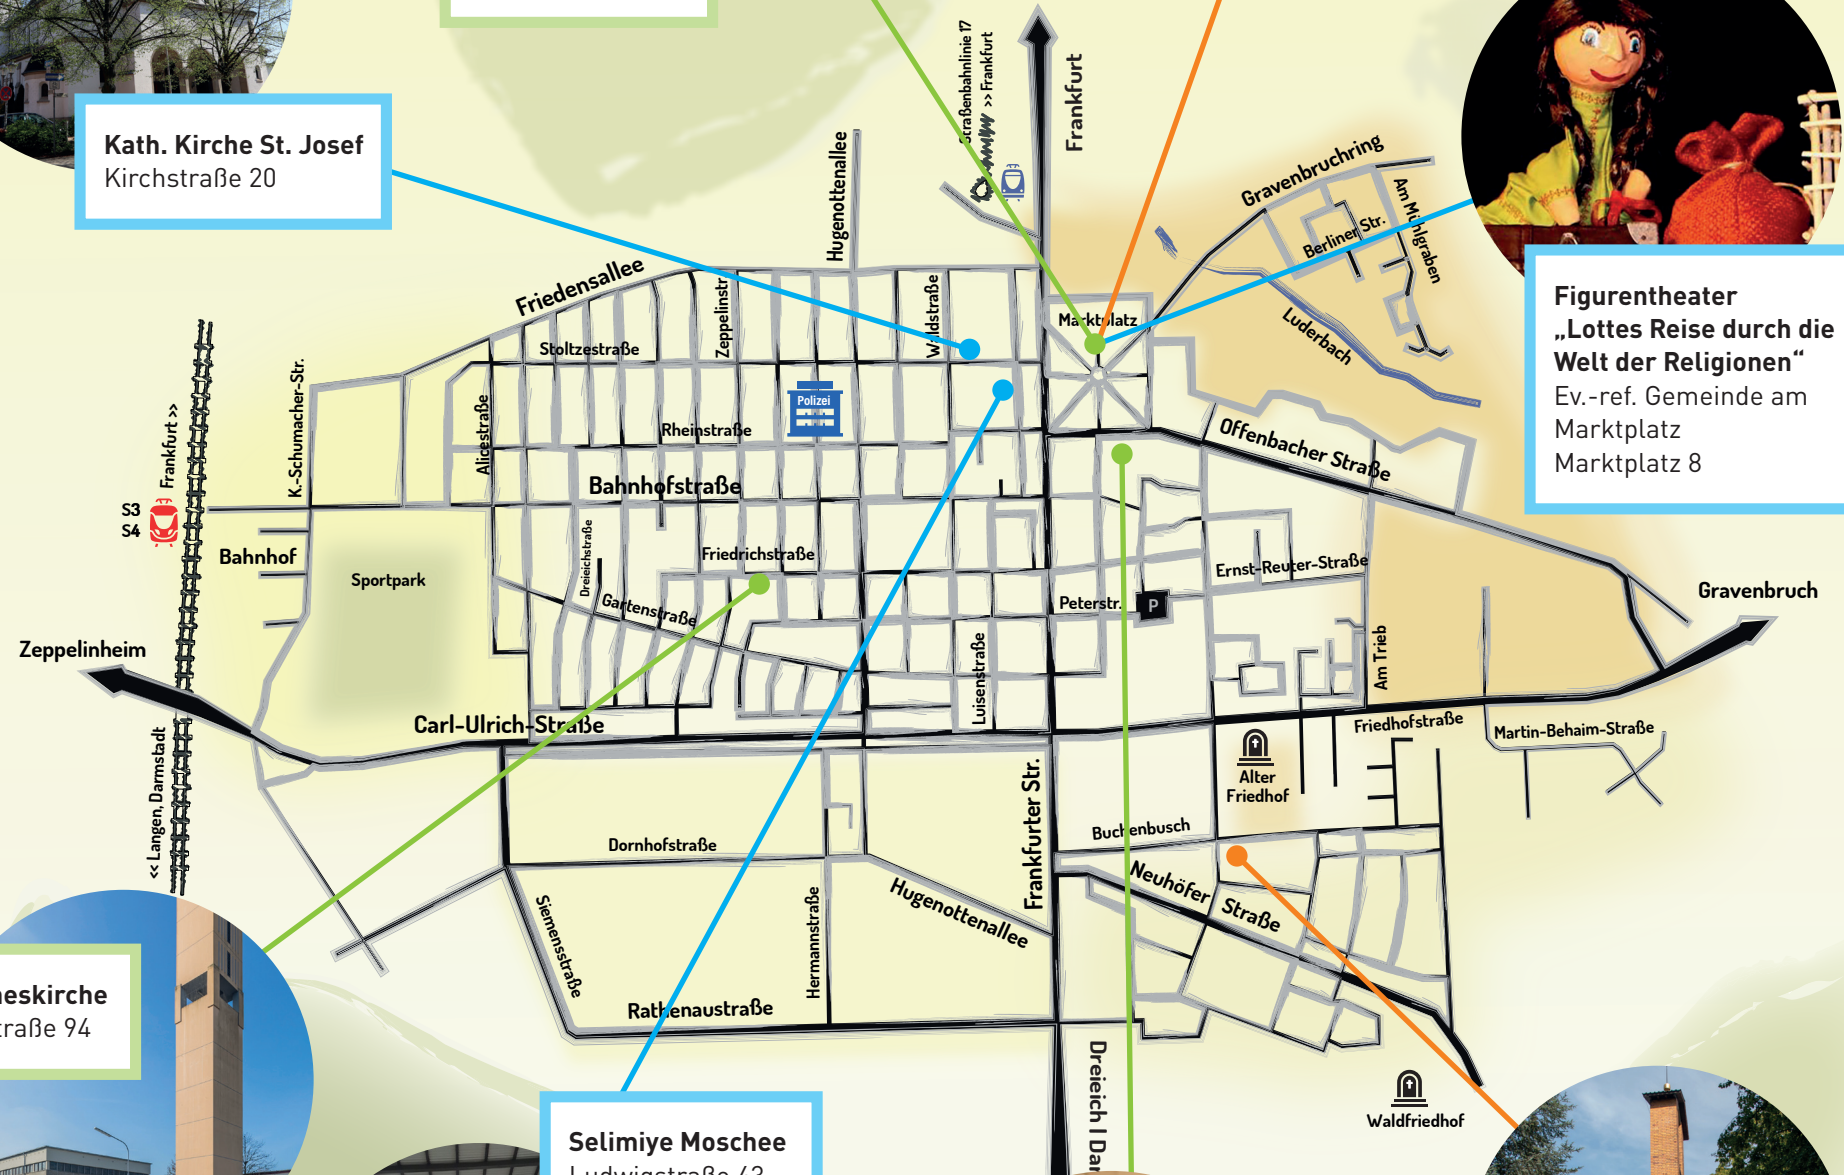 Kath. Kirche St. Josef
Kirchstraße 20
Straßenbahnlinie 17
>> Frankfurt
Frankfurt
Hugenottenallee
Gravenbruchring
Berliner Str.
Am Mühlgraben
Luderbach
Figurentheater
„Lottes Reise durch die
Welt der Religionen“
Ev.-ref. Gemeinde am
Marktplatz
Marktplatz 8
Friedensallee
Stoltzestraße
Zeppelinstr.
Waldstraße
Marktplatz
K.-Schumacher-Str.
Alicestraße
Polizei
Rheinstraße
Bahnhofstraße
Offenbacher Straße
Frankfurt >>
S3
S4
Bahnhof
Sportpark
Dreieichstraße
Friedrichstraße
Gartenstraße
Ernst-Reuter-Straße
Peterstr.
P
Gravenbruch
Zeppelinheim
Luisenstraße
Am Trieb
Carl-Ulrich-Straße
Friedhofstraße
Martin-Behaim-Straße
<< Langen, Darmstadt
Alter
Friedhof
Frankfurter Str.
Buchenbusch
Dornhofstraße
Neuhöfer Straße
Hugenottenallee
Siemensstraße
Hermannstraße
Rathenaustraße
Dreieich I
Waldfriedhof
94
Selimiye Moschee
Ludwigstraße